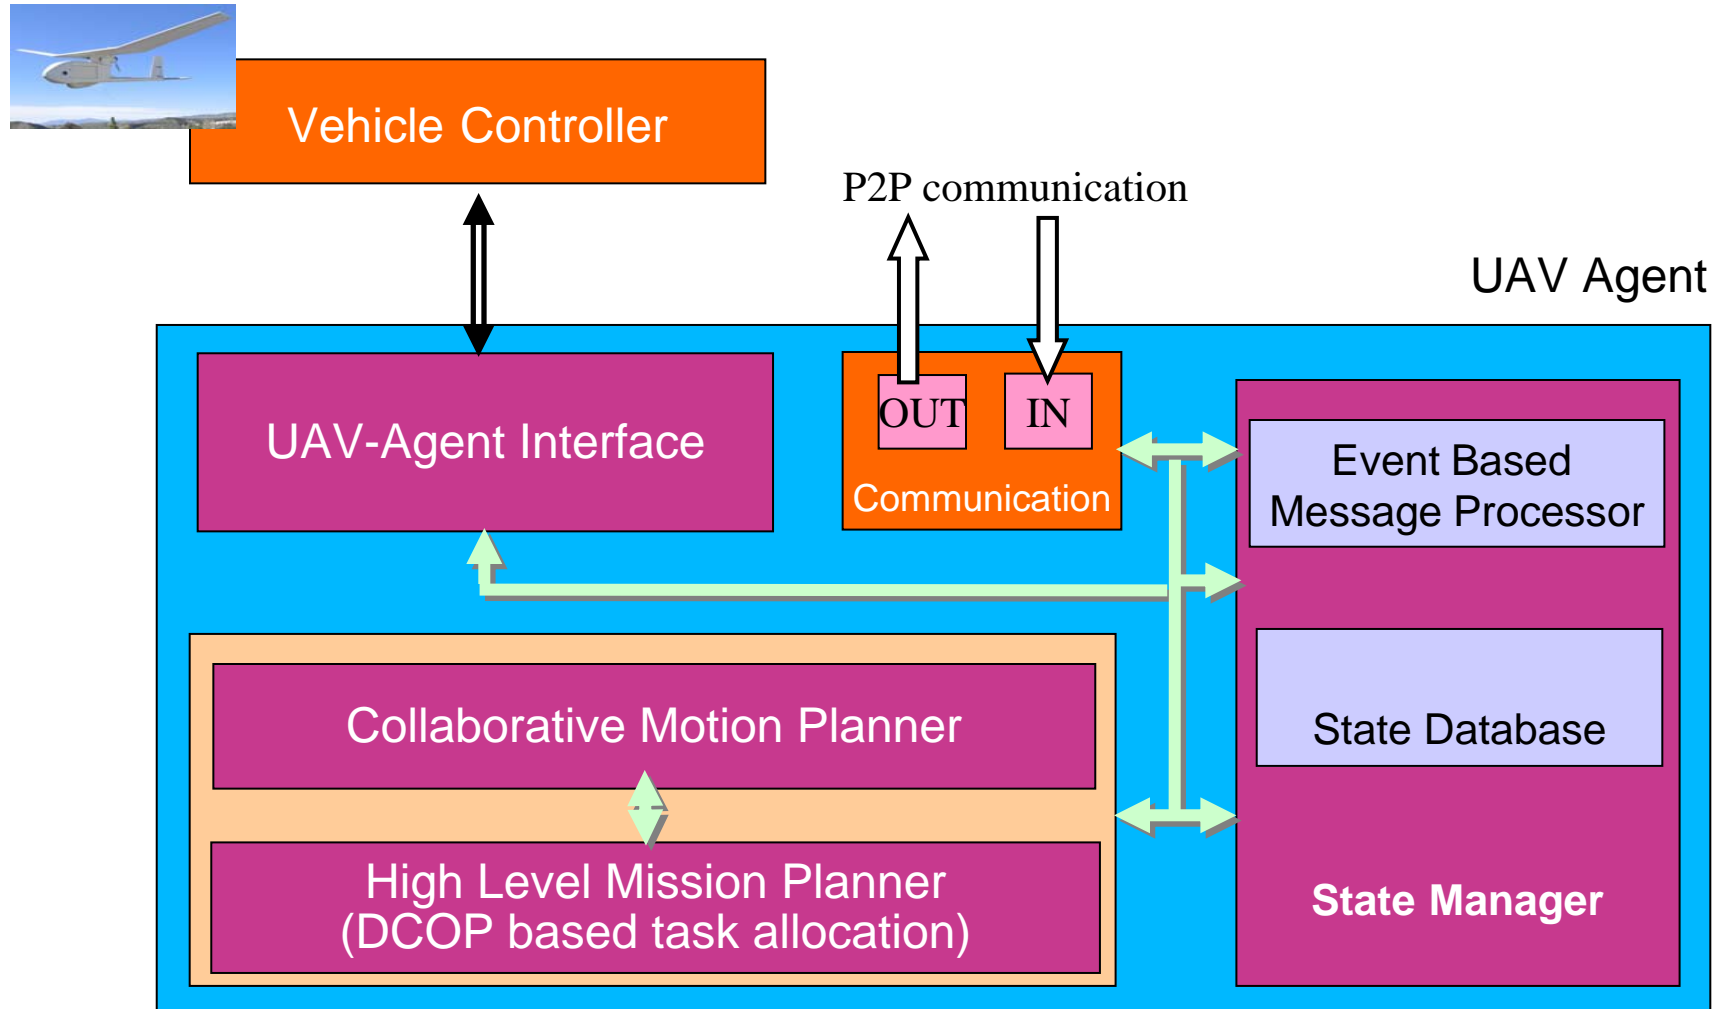 Vehicle Controller
P2P communication
UAV Agent
UAV-Agent Interface
OUT
IN
Communication
Event Based
Message Processor
Collaborative Motion Planner
State Database
High Level Mission Planner
(DCOP based task allocation)
State Manager